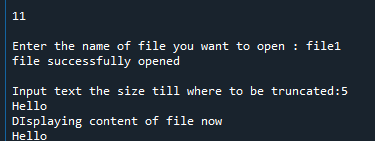 11
Enter the name of file you want to open : file1
file successfully opened
Input text the size till where to be truncated:5
Hello
DIsplaying content of file now
Hello